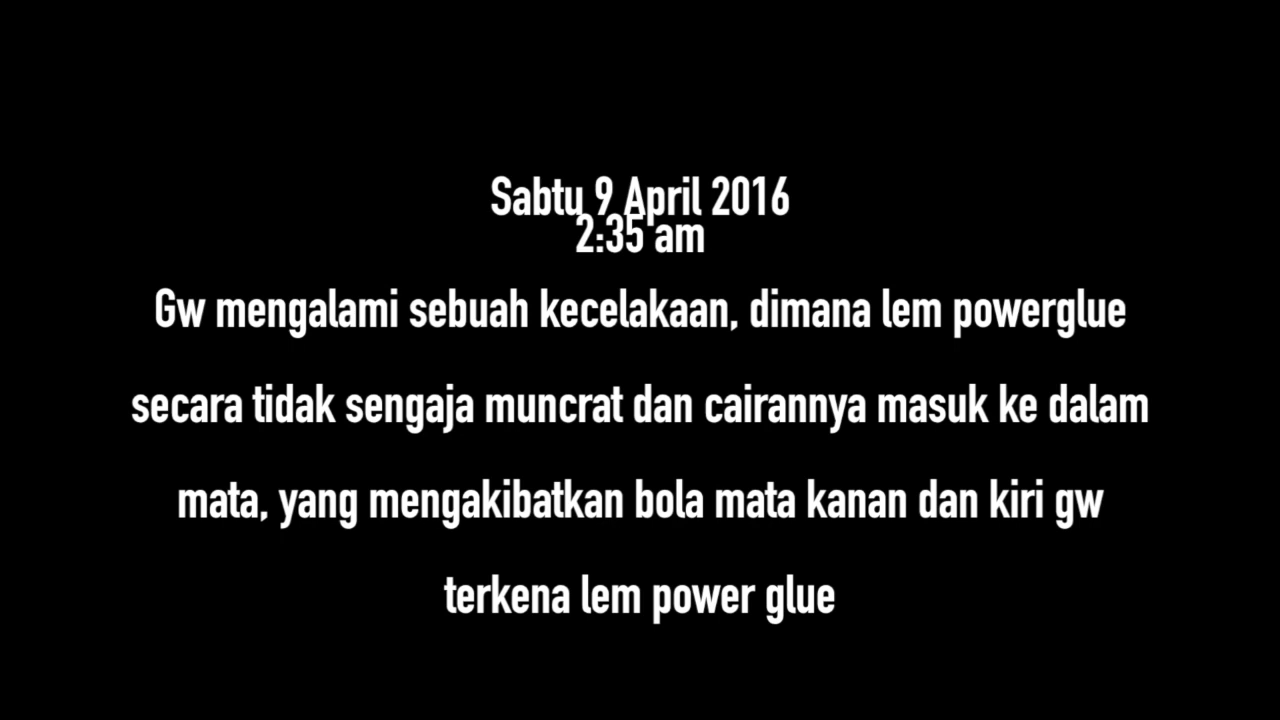 Sabtu 9 April 2016
2:35 am
Gw mengalami sebuah kecelakaan, dimana lem powerglue
secara tidak sengaja muncrat dan cairannya masuk ke dalam
mata, yang mengakibatkan bola mata kanan dan kiri gw
terkena lem power glue